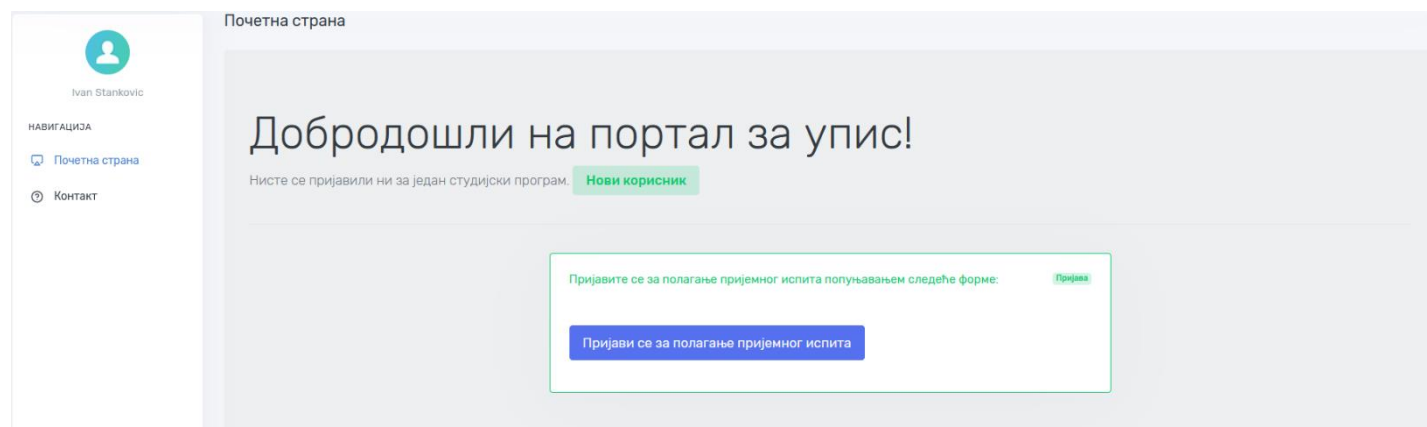 Почетна страна
Ivan Stankovic
НАВИГАЦИЈА
Почетна страна
Контакт
Добродошли на портал за упис!
Нисте се пријавили ни за један студијски програм. Нови корисник
Пријавите се за полагање пријемног испита попуњавањем следеће форме: Пријава
Пријави се за полагање пријемног испита